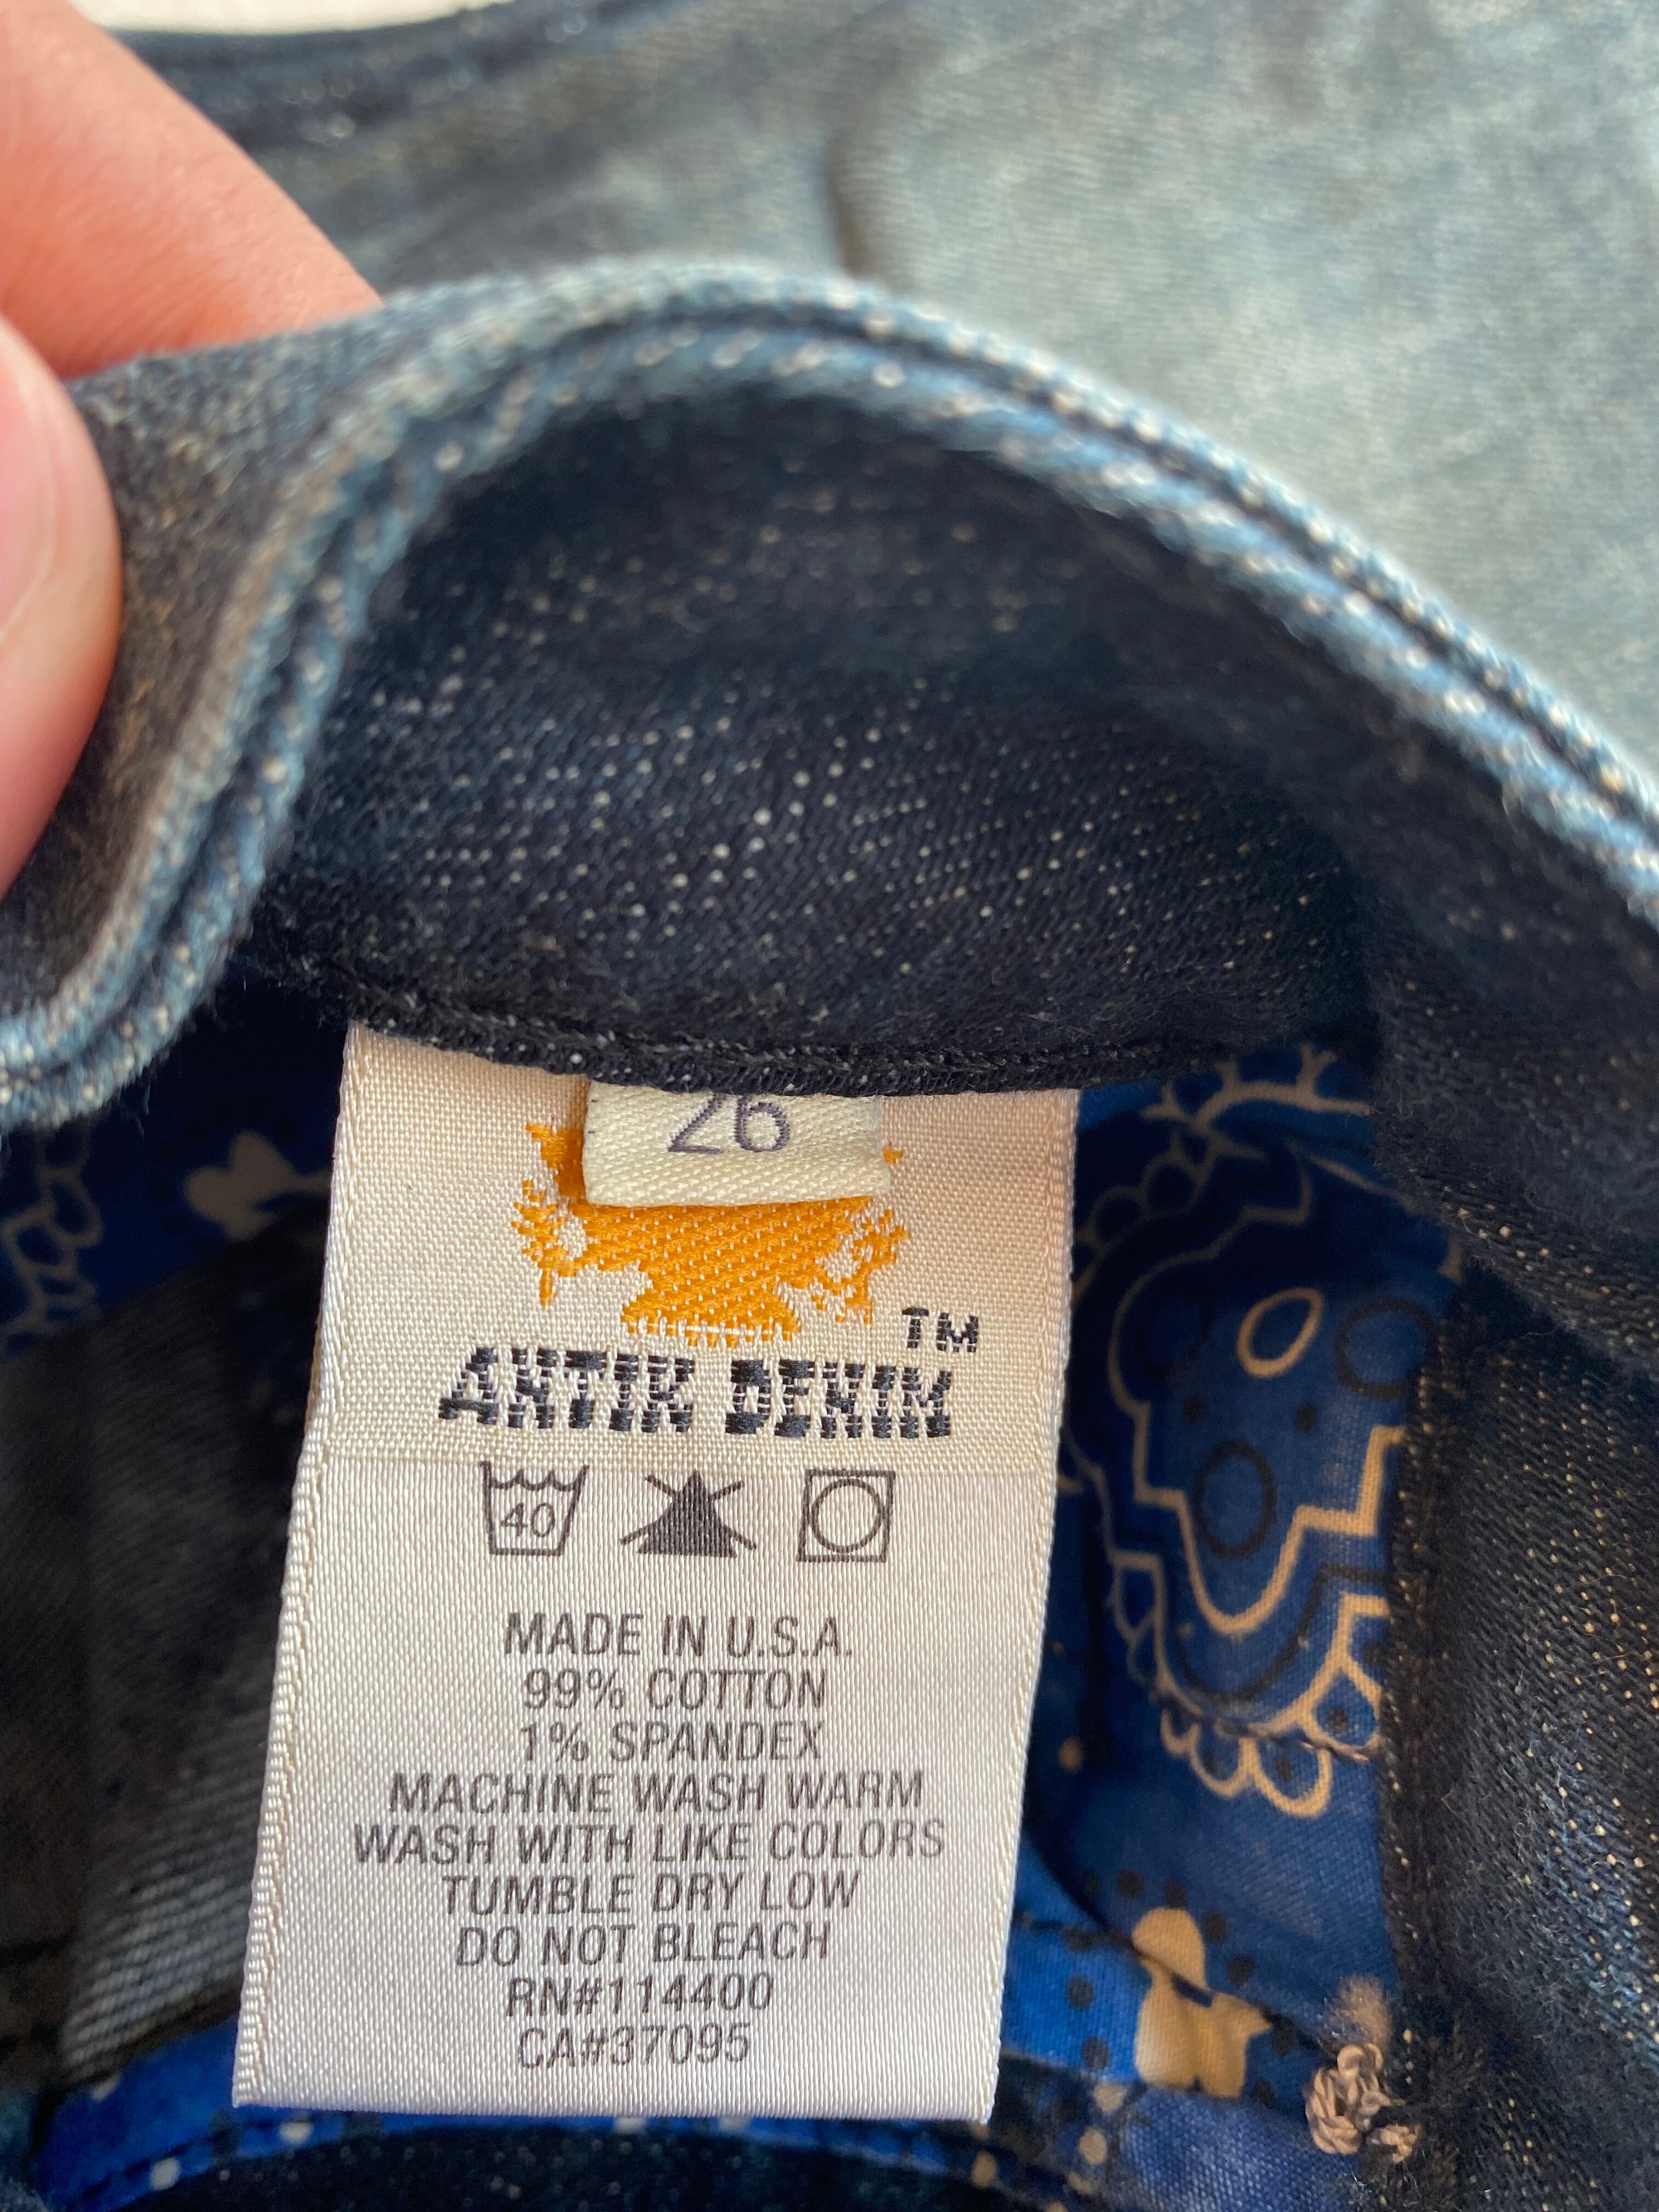 26
TM
ANTIK DENIM
40
MADE IN U.S.A.
99% COTTON
1% SPANDEX
MACHINE WASH WARM
WASH WITH LIKE COLORS
TUMBLE DRY LOW
DO NOT BLEACH
RN#114400
CA#37095